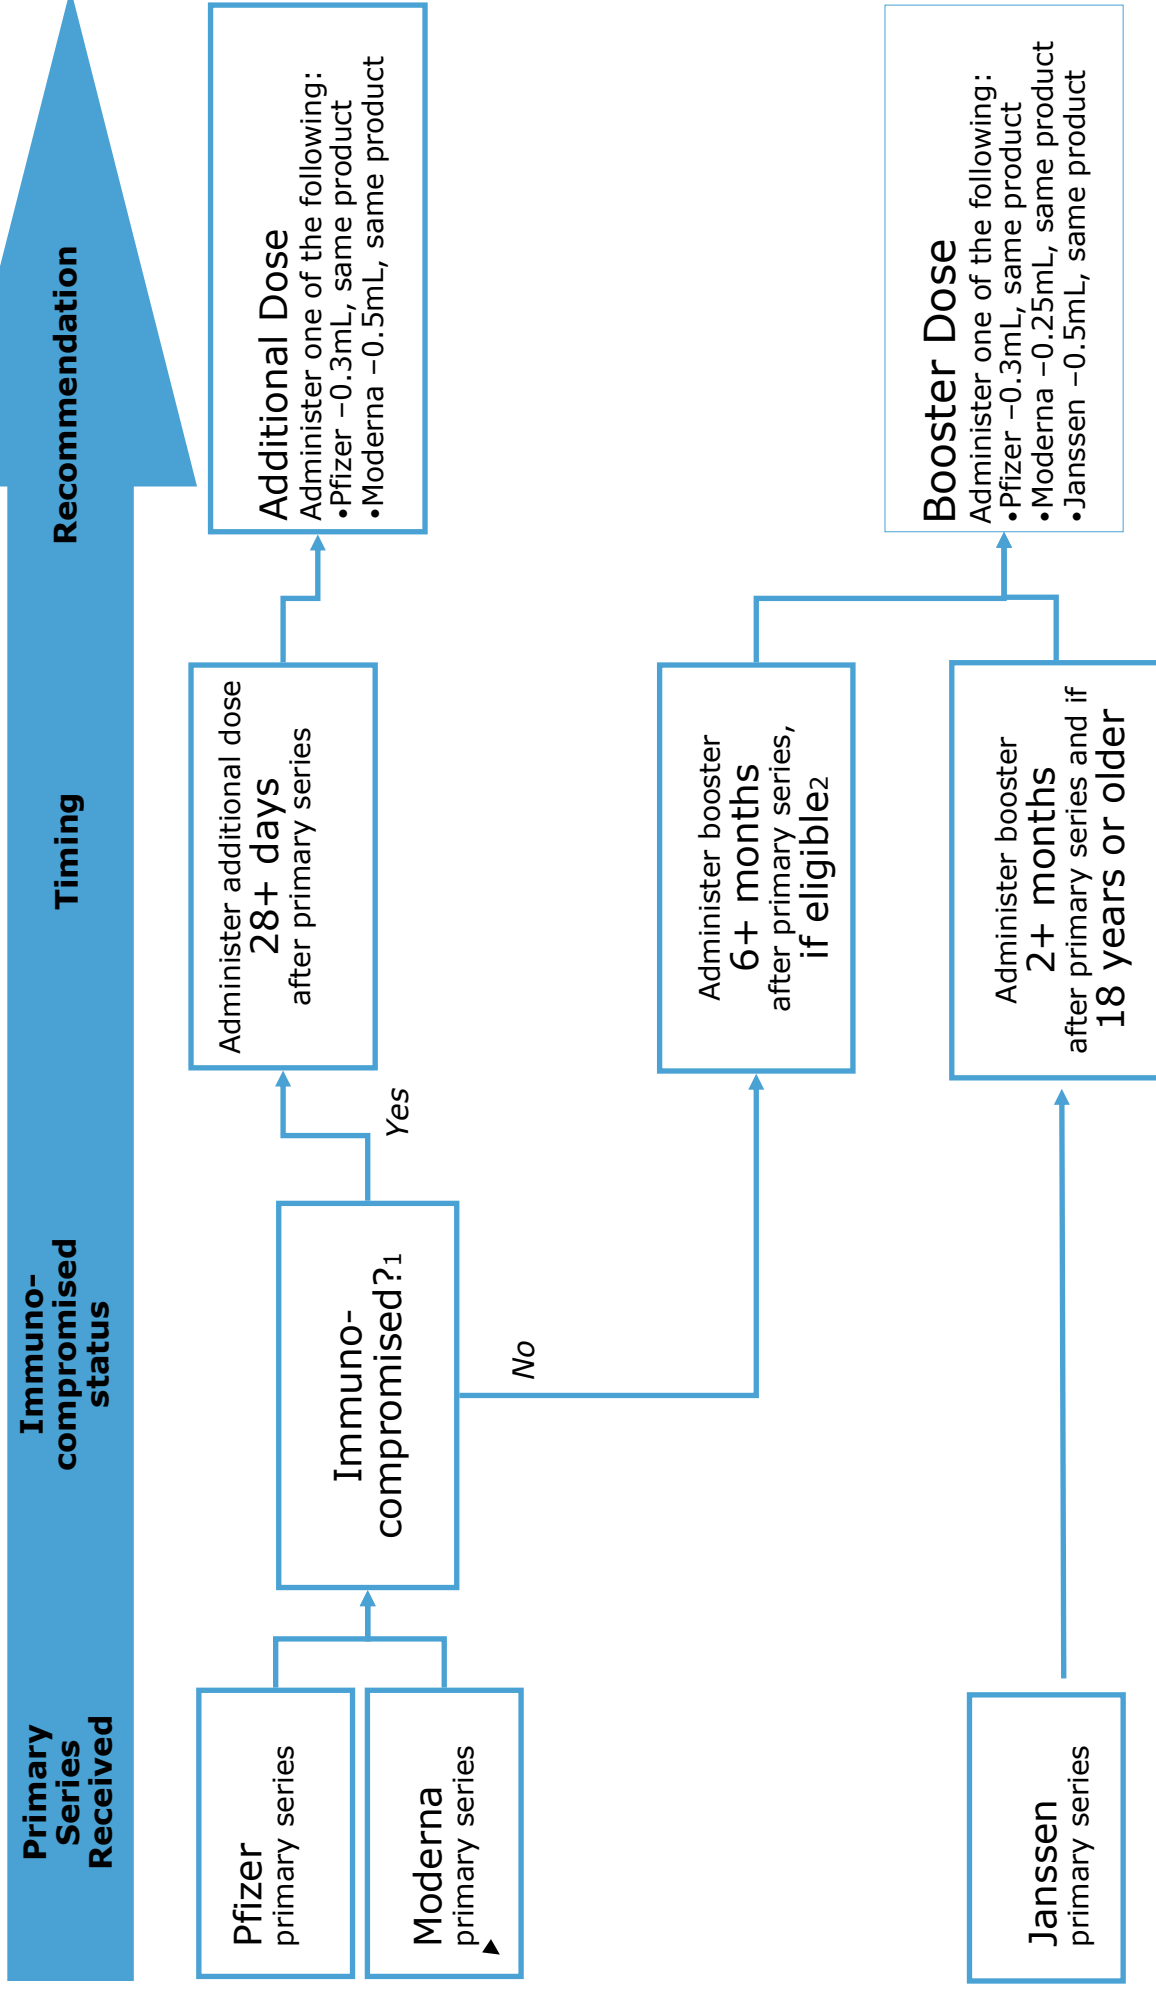 Primary
Series
Received
Immuno-
compromised
status
Timing
Recommendation
Pfizer
primary series
Moderna
primary series
Janssen
primary series
Immuno-
compromised?1
Yes
No
Administer additional dose
28+ days
after primary series
Administer booster
6+ months
after primary series,
if eligible2
Administer booster
2+ months
after primary series and if
18 years or older
Additional Dose
Administer one of the following:
•Pfizer –0.3mL, same product
•Moderna –0.5mL, same product
Booster Dose
Administer one of the following:
•Pfizer –0.3mL, same product
•Moderna –0.25mL, same product
•Janssen –0.5mL, same product